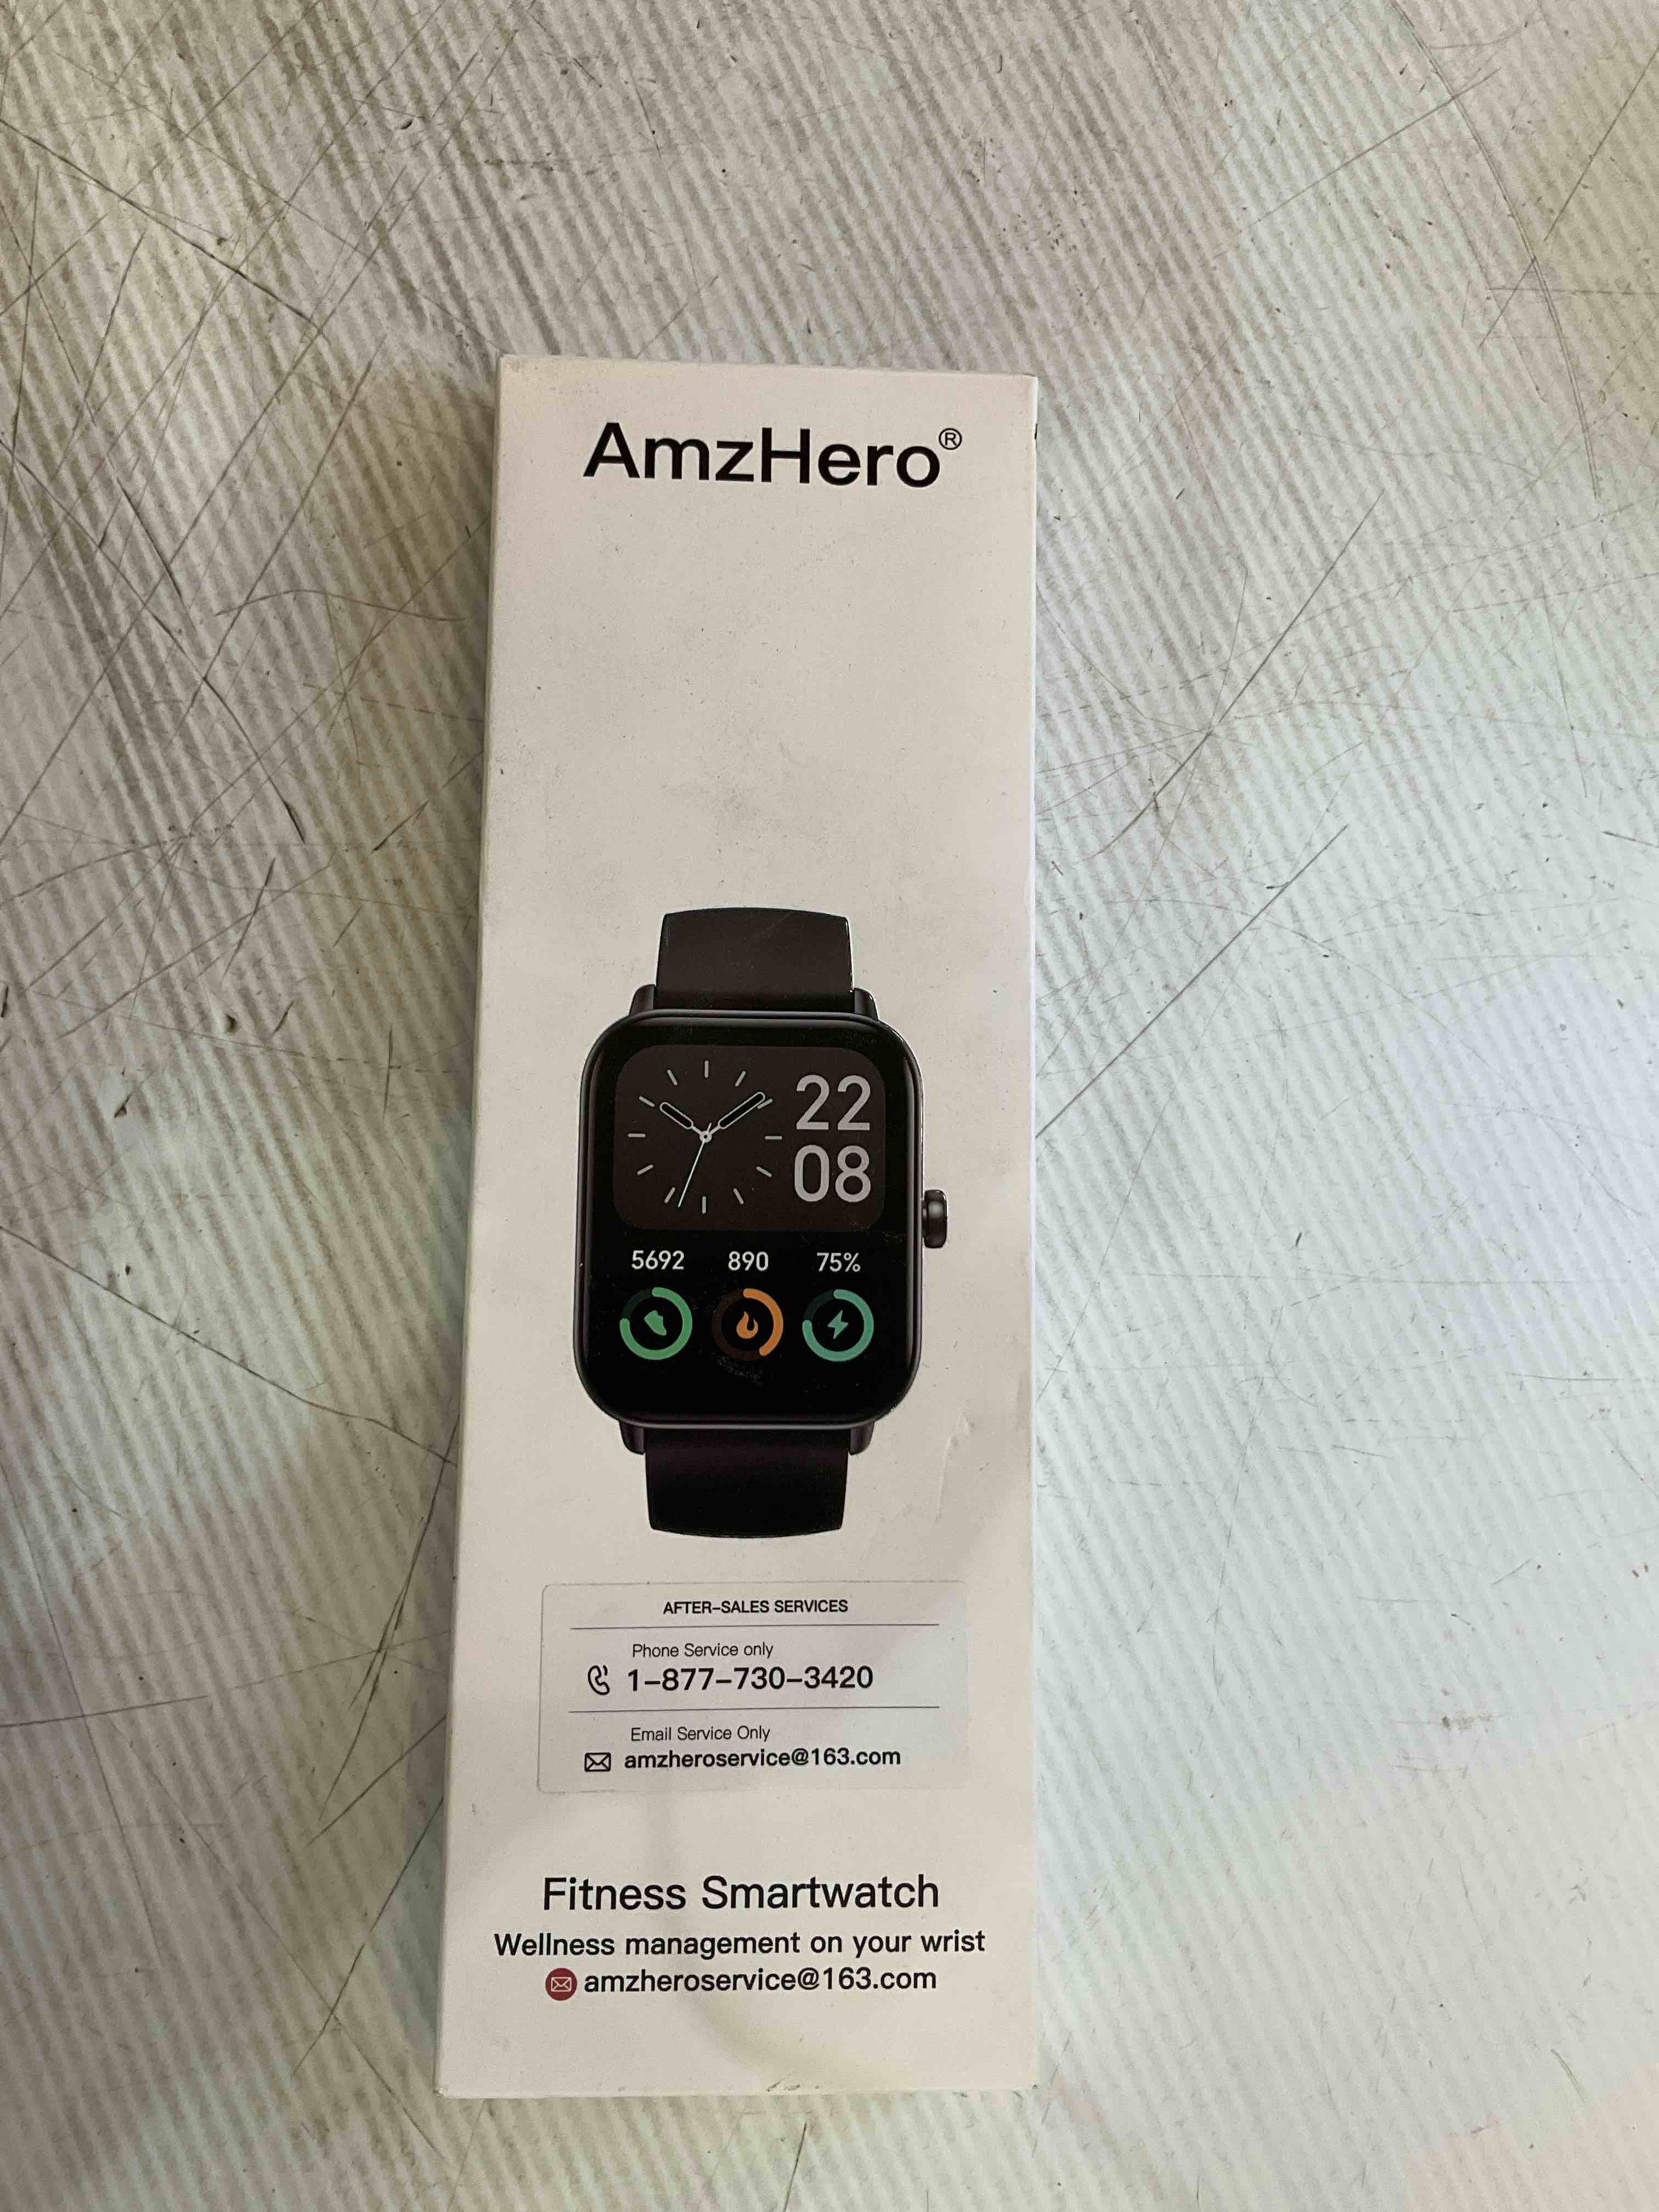 AmzHero®
22
08
5692 890 75%
AFTER-SALES SERVICES
Phone Service only
1-877-730-3420
Email Service Only
amzheroservice@163.com
Fitness Smartwatch
Wellness management on your wrist
amzheroservice@163.com